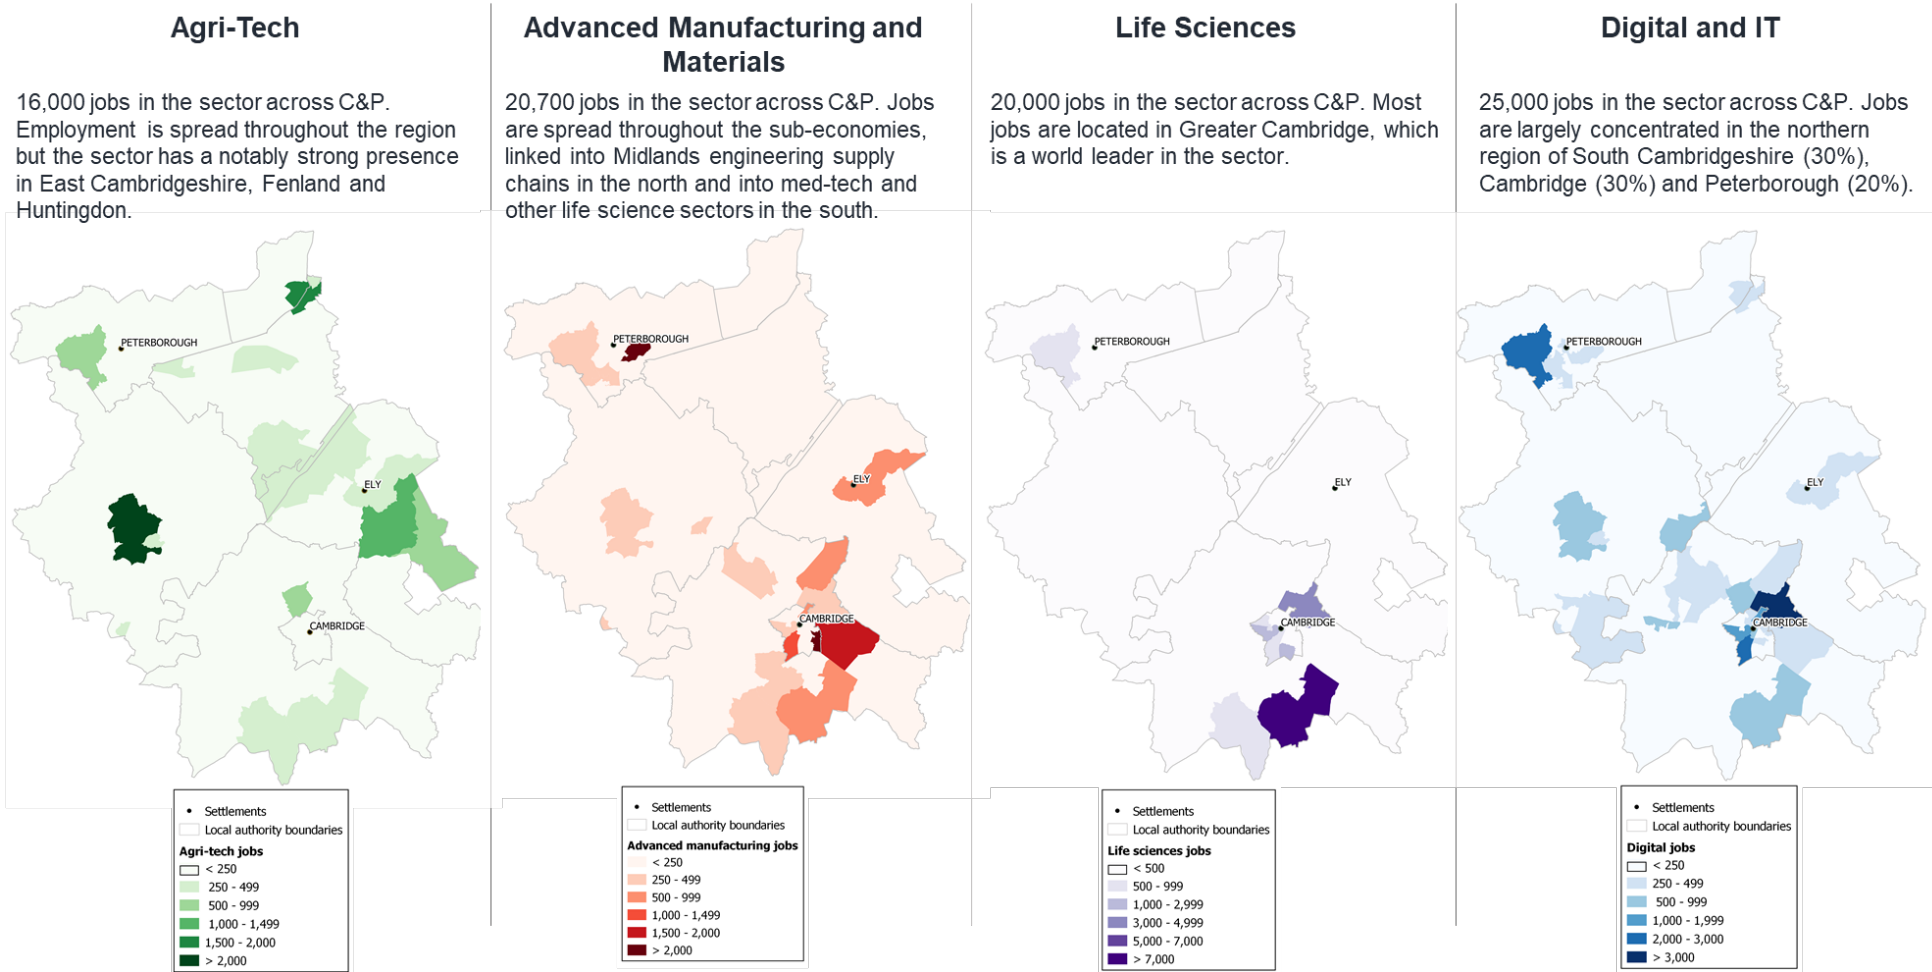 Agri-Tech
16,000 jobs in the sector across C&P.
Employment is spread throughout the region
but the sector has a notably strong presence
in East Cambridgeshire, Fenland and
Huntingdon.
PETERBOROUGH
ELY
CAMBRIDGE
Settlements
Local authority boundaries
Agri-tech jobs
< 250
250 - 499
500 - 999
1,000 - 1,499
1,500 - 2,000
> 2,000
Advanced Manufacturing and
Materials
20,700 jobs in the sector across C&P. Jobs
are spread throughout the sub-economies,
linked into Midlands engineering supply
chains in the north and into med-tech and
other life science sectors in the south.
PETERBOROUGH
ELY
CAMBRIDGE
Settlements
Local authority boundaries
Advanced manufacturing jobs
< 250
250 - 499
500 - 999
1,000 - 1,499
1,500 - 2,000
> 2,000
Life Sciences
20,000 jobs in the sector across C&P. Most
jobs are located in Greater Cambridge, which
is a world leader in the sector.
PETERBOROUGH
ELY
CAMBRIDGE
Settlements
Local authority boundaries
Life sciences jobs
< 500
500 - 999
1,000 - 2,999
3,000 - 4,999
5,000 - 7,000
> 7,000
Digital and IT
25,000 jobs in the sector across C&P. Jobs
are largely concentrated in the northern
region of South Cambridgeshire (30%),
Cambridge (30%) and Peterborough (20%).
PETERBOROUGH
ELY
CAMBRIDGE
Settlements
Local authority boundaries
Digital jobs
< 250
250 - 499
500 - 999
1,000 - 1,999
2,000 - 3,000
> 3,000